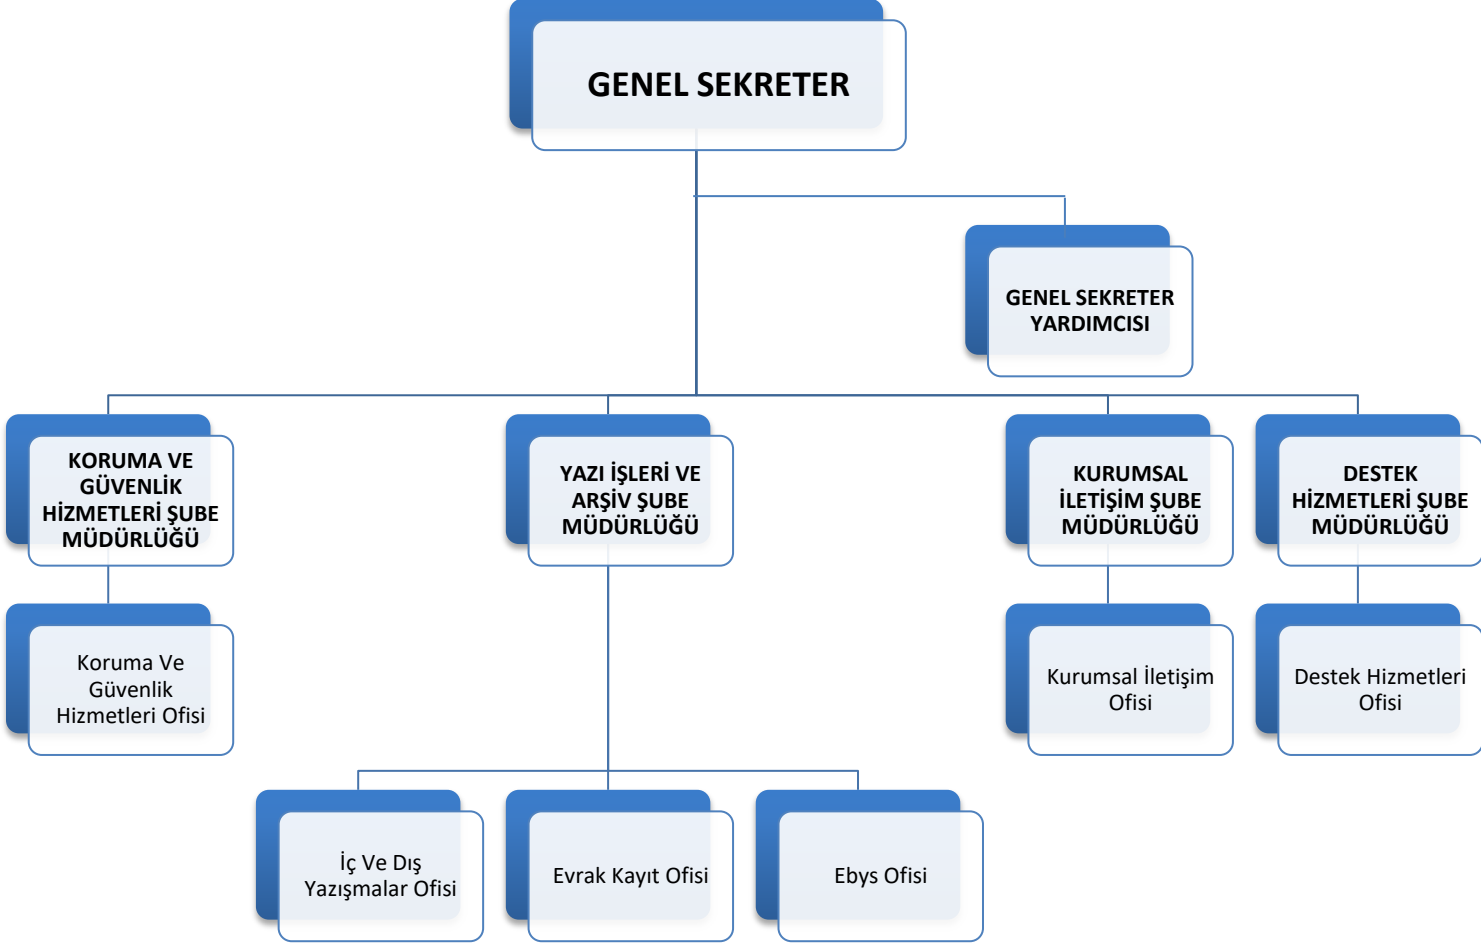 GENEL SEKRETER
GENEL SEKRETER
YARDIMCISI
KORUMA VE
GÜVENLİK
HİZMETLERİ ŞUBE
MÜDÜRLÜĞÜ
YAZI İŞLERİ VE
ARŞİV ŞUBE
MÜDÜRLÜĞÜ
KURUMSAL
İLETİŞİM ŞUBE
MÜDÜRLÜĞÜ
DESTEK
HİZMETLERİ ŞUBE
MÜDÜRLÜĞÜ
Koruma Ve
Güvenlik
Hizmetleri Ofisi
Kurumsal İletişim
Ofisi
Destek Hizmetleri
Ofisi
İç Ve Dış
Yazışmalar Ofisi
Evrak Kayıt Ofisi
Ebys Ofisi